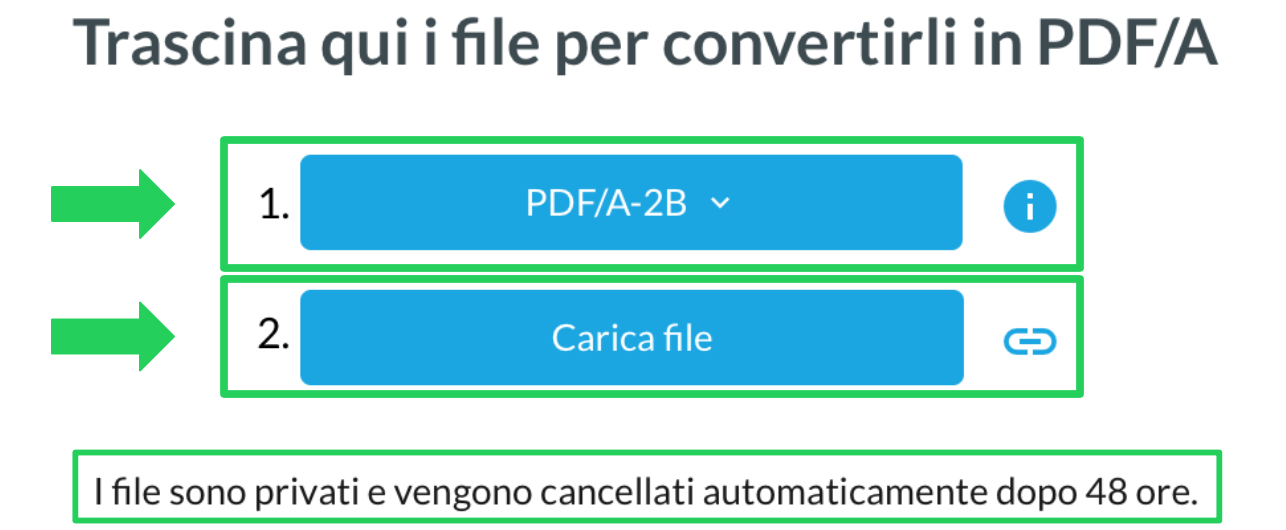 Trascina qui i file per convertirli in PDF/A
1. PDF/A-2B
2. Carica file
I file sono privati e vengono cancellati automaticamente dopo 48 ore.